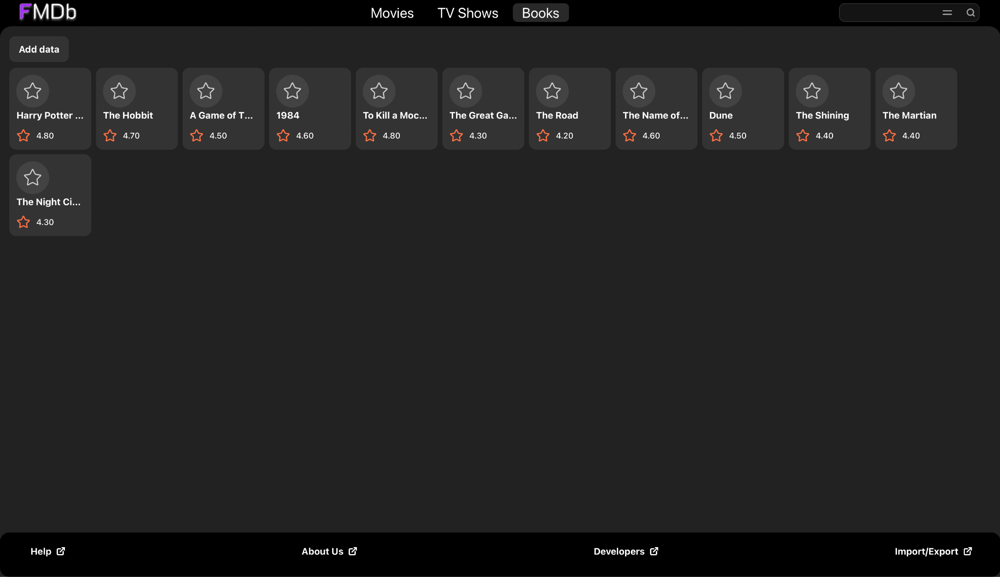 FMDb
Movies
TV Shows
Books
Add data
Harry Potter ...
4.80
The Hobbit
4.70
A Game of T...
4.50
1984
4.60
To Kill a Moc...
4.80
The Great Ga...
4.30
The Road
4.20
The Name of...
4.60
Dune
4.50
The Shining
4.40
The Martian
4.40
The Night Ci...
4.30
Help
About Us
Developers
Import/Export